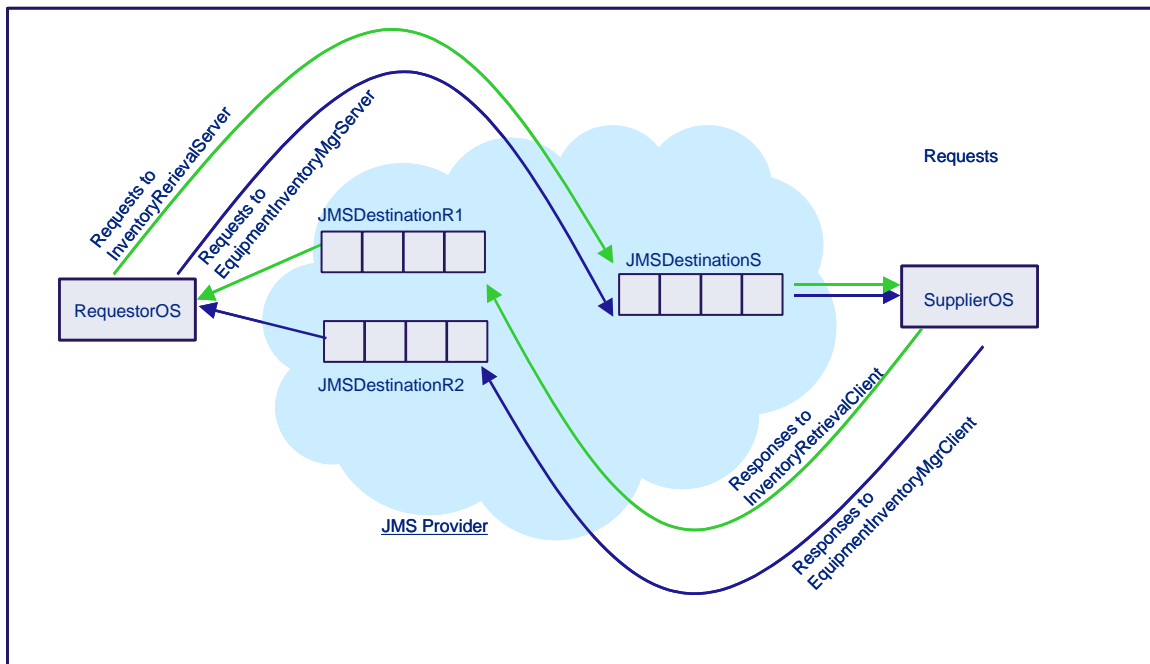 Requests to
InventoryRerievalServer
Requests to
EquipmentInventoryMgrServer
Requests
JMSDestinationR1
JMSDestinationS
RequestorOS
SupplierOS
JMSDestinationR2
Responses to
InventoryRetrievalClient
Responses to
EquipmentInventoryMgrClient
JMS Provider